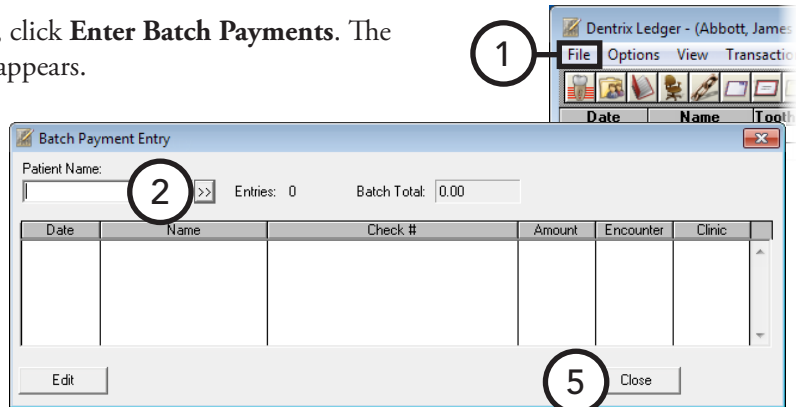 , click Enter Batch Payments. The
appears.
1
Dentrix Ledger - (Abbott, James
File Options View Transactio
Date Name Tooth
Batch Payment Entry
Patient Name:
2 >> Entries: 0 Batch Total: 0.00
Date Name Check # Amount Encounter Clinic
Edit 5 Close